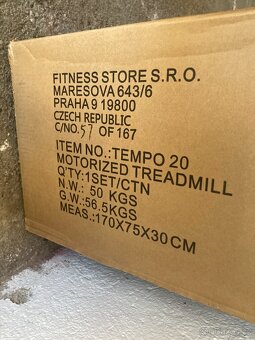 FITNESS STORE S.R.O.
MARESOVA 643/6
PRAHA 9 19800
CZECH REPUBLIC
C/NO.: 57 OF 167
ITEM NO.:TEMPO 20
MOTORIZED TREADMILL
Q'TY:1SET/CTN
N.W.: 50 KGS
G.W.:56.5KGS
MEAS.:170X75X30CM